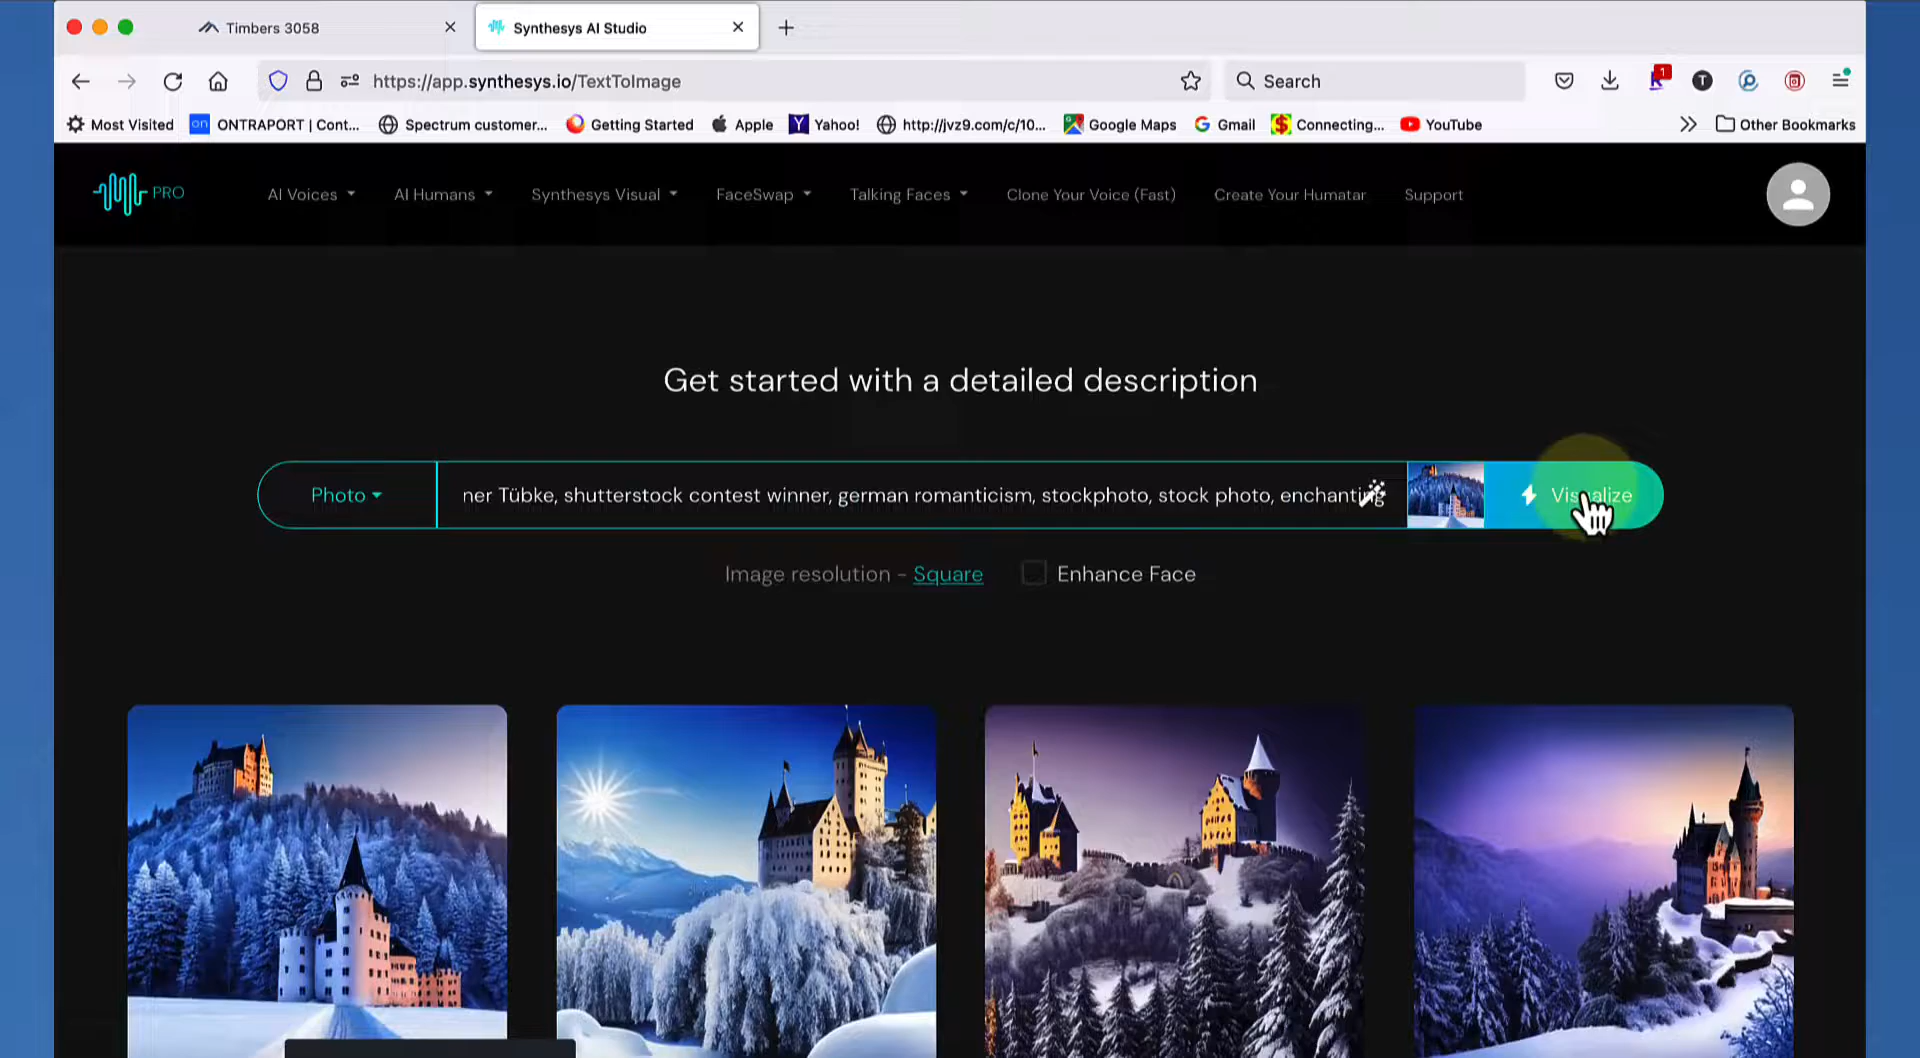 Timbers 3058
Synthesys AI Studio
https://app.synthesys.io/TextToImage
Search
1
T
Most Visited
on ONTRAPORT | Cont...
Spectrum customer...
Getting Started
Apple
Yahoo!
http://jvz9.com/c/10...
Google Maps
Gmail
Connecting...
YouTube
Other Bookmarks
PRO
AI Voices
AI Humans
Synthesys Visual
FaceSwap
Talking Faces
Clone Your Voice (Fast)
Create Your Humatar
Support
Get started with a detailed description
Photo
ner Tübke, shutterstock contest winner, german romanticism, stockphoto, stock photo, enchanting
Visualize
Image resolution - Square
Enhance Face